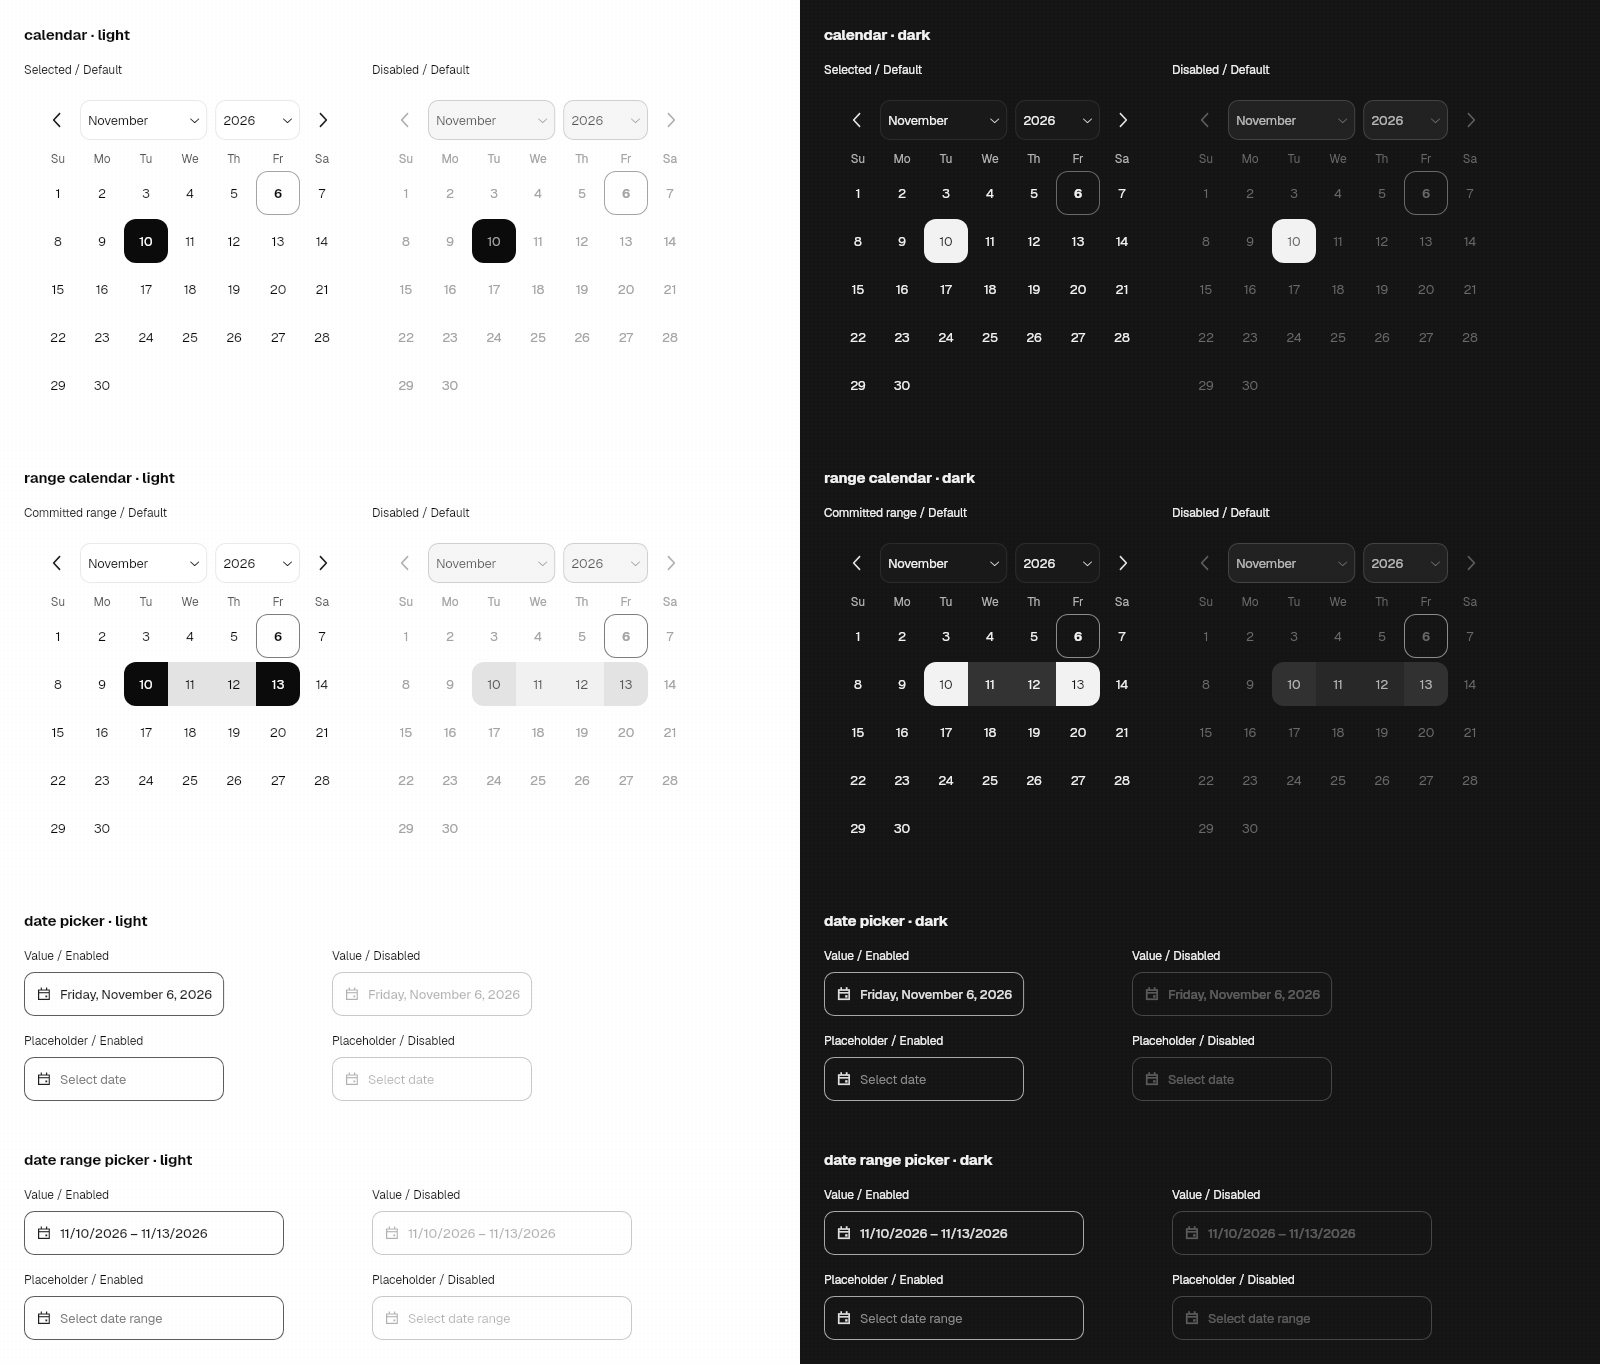 calendar · light
Selected / Default
Disabled / Default
November 2026
Su Mo Tu We Th Fr Sa
1 2 3 4 5 6 7
8 9 10 11 12 13 14
15 16 17 18 19 20 21
22 23 24 25 26 27 28
29 30
November 2026
Su Mo Tu We Th Fr Sa
1 2 3 4 5 6 7
8 9 10 11 12 13 14
15 16 17 18 19 20 21
22 23 24 25 26 27 28
29 30
range calendar · light
Committed range / Default
Disabled / Default
November 2026
Su Mo Tu We Th Fr Sa
1 2 3 4 5 6 7
8 9 10 11 12 13 14
15 16 17 18 19 20 21
22 23 24 25 26 27 28
29 30
November 2026
Su Mo Tu We Th Fr Sa
1 2 3 4 5 6 7
8 9 10 11 12 13 14
15 16 17 18 19 20 21
22 23 24 25 26 27 28
29 30
date picker · light
Value / Enabled
Friday, November 6, 2026
Value / Disabled
Friday, November 6, 2026
Placeholder / Enabled
Select date
Placeholder / Disabled
Select date
date range picker · light
Value / Enabled
11/10/2026 – 11/13/2026
Value / Disabled
11/10/2026 – 11/13/2026
Placeholder / Enabled
Select date range
Placeholder / Disabled
Select date range
calendar · dark
Selected / Default
Disabled / Default
November 2026
Su Mo Tu We Th Fr Sa
1 2 3 4 5 6 7
8 9 10 11 12 13 14
15 16 17 18 19 20 21
22 23 24 25 26 27 28
29 30
November 2026
Su Mo Tu We Th Fr Sa
1 2 3 4 5 6 7
8 9 10 11 12 13 14
15 16 17 18 19 20 21
22 23 24 25 26 27 28
29 30
range calendar · dark
Committed range / Default
Disabled / Default
November 2026
Su Mo Tu We Th Fr Sa
1 2 3 4 5 6 7
8 9 10 11 12 13 14
15 16 17 18 19 20 21
22 23 24 25 26 27 28
29 30
November 2026
Su Mo Tu We Th Fr Sa
1 2 3 4 5 6 7
8 9 10 11 12 13 14
15 16 17 18 19 20 21
22 23 24 25 26 27 28
29 30
date picker · dark
Value / Enabled
Friday, November 6, 2026
Value / Disabled
Friday, November 6, 2026
Placeholder / Enabled
Select date
Placeholder / Disabled
Select date
date range picker · dark
Value / Enabled
11/10/2026 – 11/13/2026
Value / Disabled
11/10/2026 – 11/13/2026
Placeholder / Enabled
Select date range
Placeholder / Disabled
Select date range